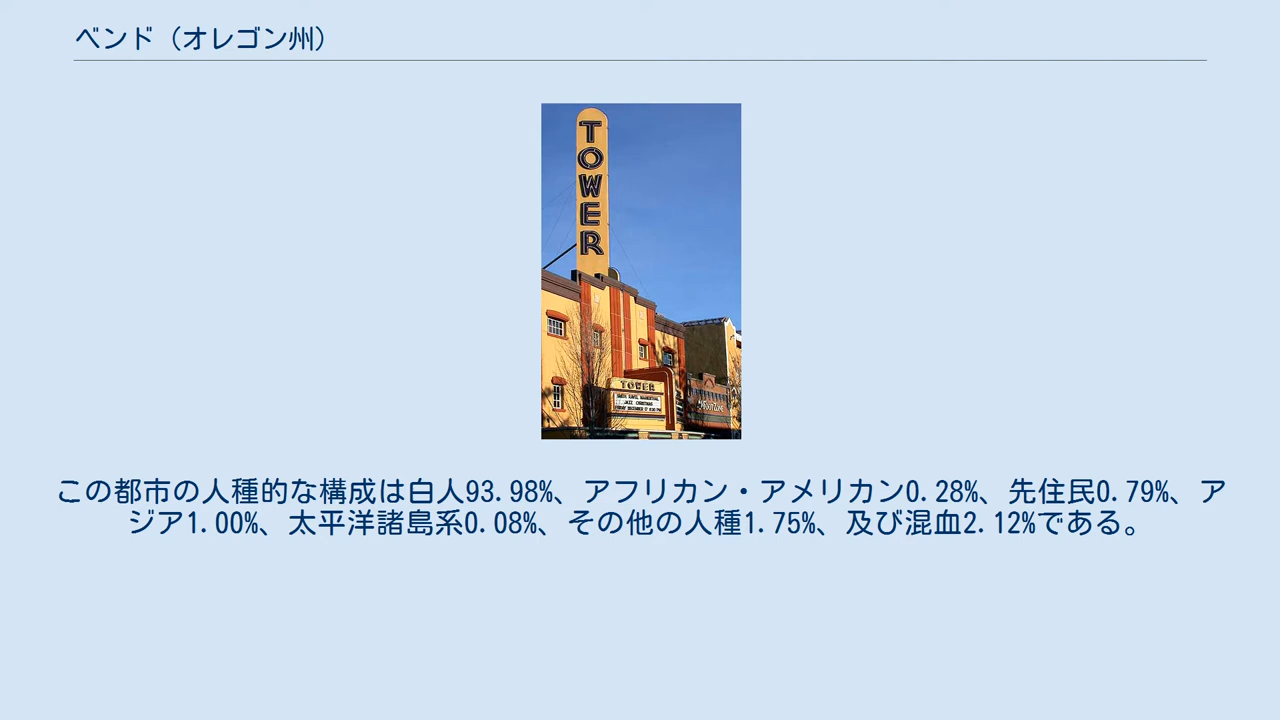 ベンド（オレゴン州）
TOWER
TOWER
JAZZ CHRISTMAS
この都市の人種的な構成は白人93.98%、アフリカン・アメリカン0.28%、先住民0.79%、ア
ジア1.00%、太平洋諸島系0.08%、その他の人種1.75%、及び混血2.12%である。